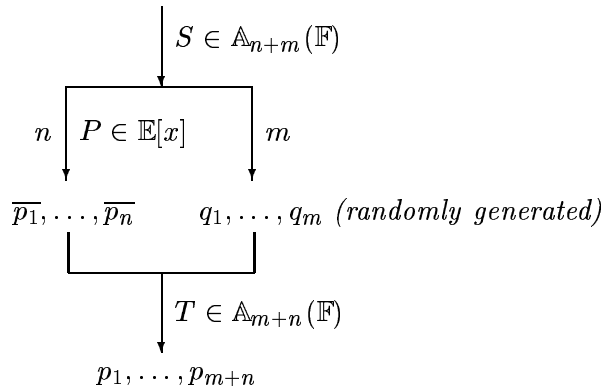 S ∈ 𝔸_{n+m}(𝔽)
n P ∈ 𝔼[x] m
\overline{p_1}, …, \overline{p_n} q_1, …, q_m (randomly generated)
T ∈ 𝔸_{m+n}(𝔽)
p_1, …, p_{m+n}